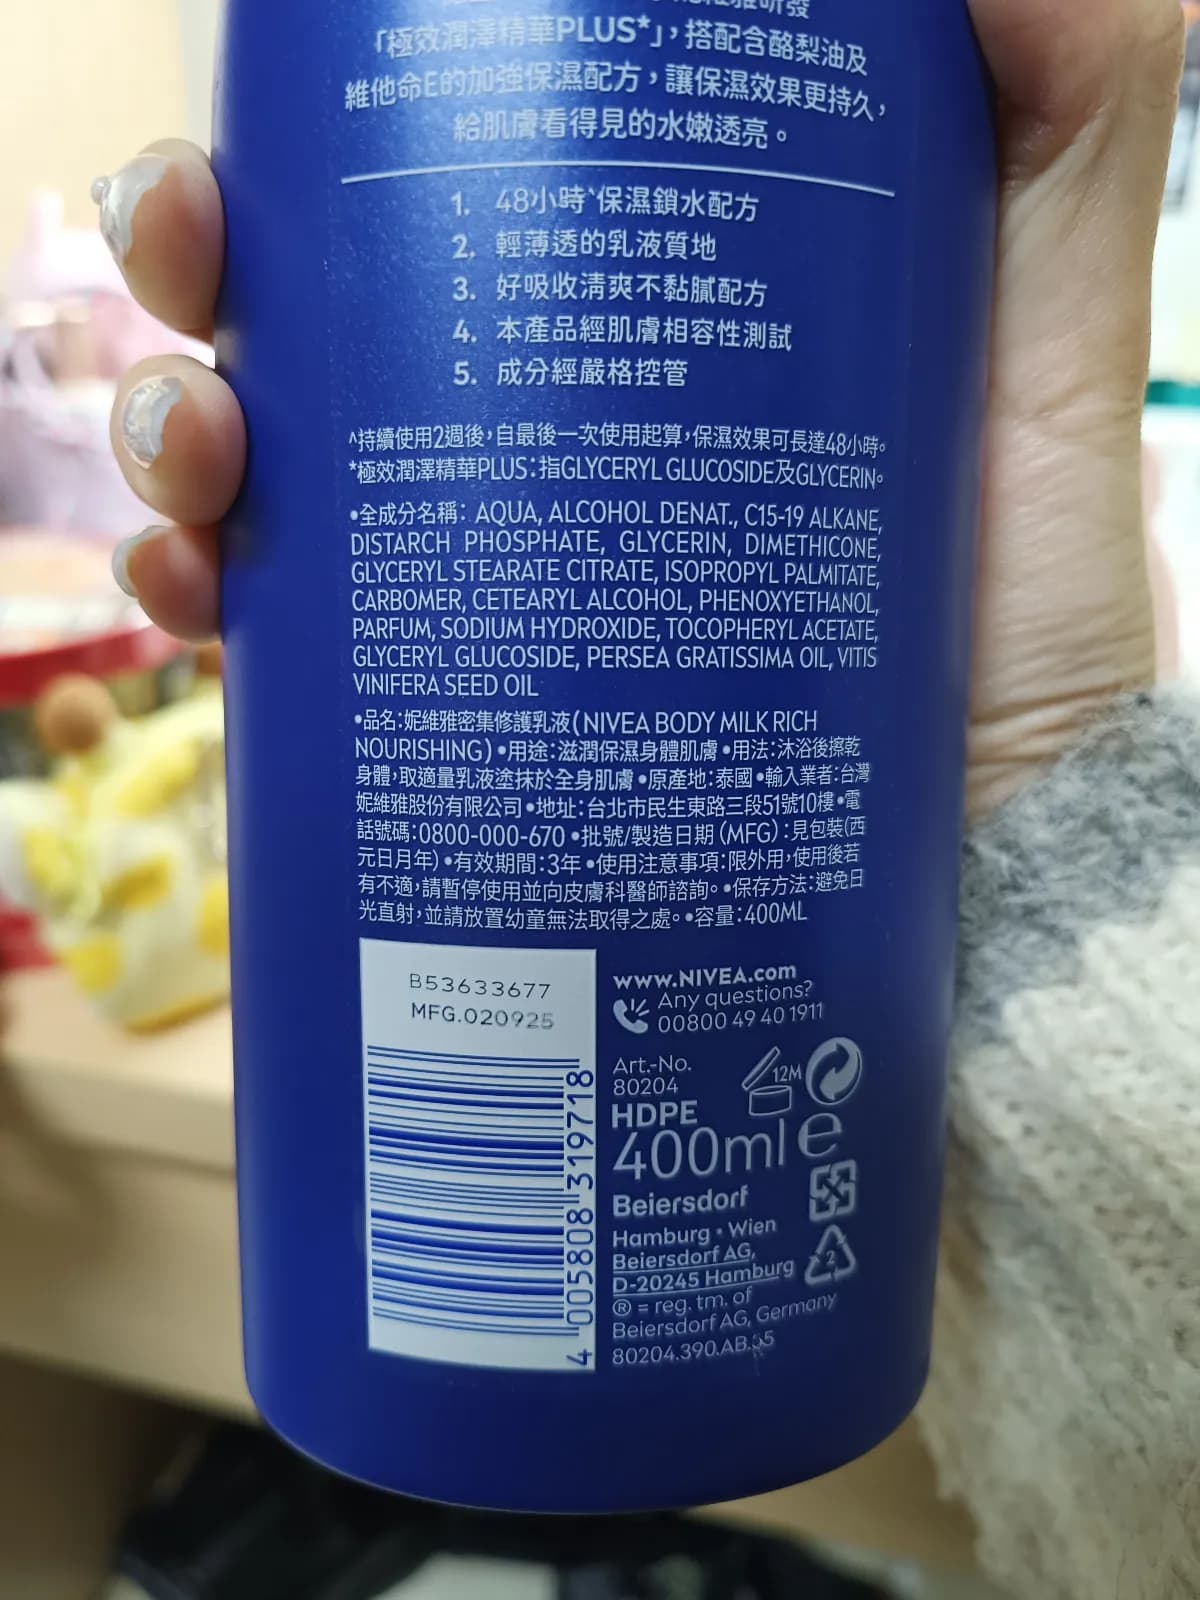 研發
「極效潤澤精華PLUS*」，搭配含酪梨油及
維他命E的加強保濕配方，讓保濕效果更持久，
給肌膚看得見的水嫩透亮。
1. 48小時^保濕鎖水配方
2. 輕薄透的乳液質地
3. 好吸收清爽不黏膩配方
4. 本產品經肌膚相容性測試
5. 成分經嚴格控管
^持續使用2週後，自最後一次使用起算，保濕效果可長達48小時。
*極效潤澤精華PLUS：指GLYCERYL GLUCOSIDE及GLYCERIN。
•全成分名稱：AQUA, ALCOHOL DENAT., C15-19 ALKANE,
DISTARCH PHOSPHATE, GLYCERIN, DIMETHICONE,
GLYCERYL STEARATE CITRATE, ISOPROPYL PALMITATE,
CARBOMER, CETEARYL ALCOHOL, PHENOXYETHANOL,
PARFUM, SODIUM HYDROXIDE, TOCOPHERYL ACETATE,
GLYCERYL GLUCOSIDE, PERSEA GRATISSIMA OIL, VITIS
VINIFERA SEED OIL
•品名：妮維雅密集修護乳液(NIVEA BODY MILK RICH
NOURISHING) •用途：滋潤保濕身體肌膚 •用法：沐浴後擦乾
身體，取適量乳液塗抹於全身肌膚 •原產地：泰國 •輸入業者：台灣
妮維雅股份有限公司 •地址：台北市民生東路三段51號10樓 •電
話號碼：0800-000-670 •批號/製造日期 (MFG)：見包裝(西
元日月年) •有效期間：3年 •使用注意事項：限外用，使用後若
有不適，請暫停使用並向皮膚科醫師諮詢。•保存方法：避免日
光直射，並請放置幼童無法取得之處。•容量：400ML
B53633677
MFG.020925
4 005808 319718
www.NIVEA.com
Any questions?
00800 49 40 1911
Art.-No.
80204
12M
HDPE
400ml e
Beiersdorf
Hamburg • Wien
Beiersdorf AG,
D-20245 Hamburg
2
® = reg. tm. of
Beiersdorf AG, Germany
80204.390.AB.